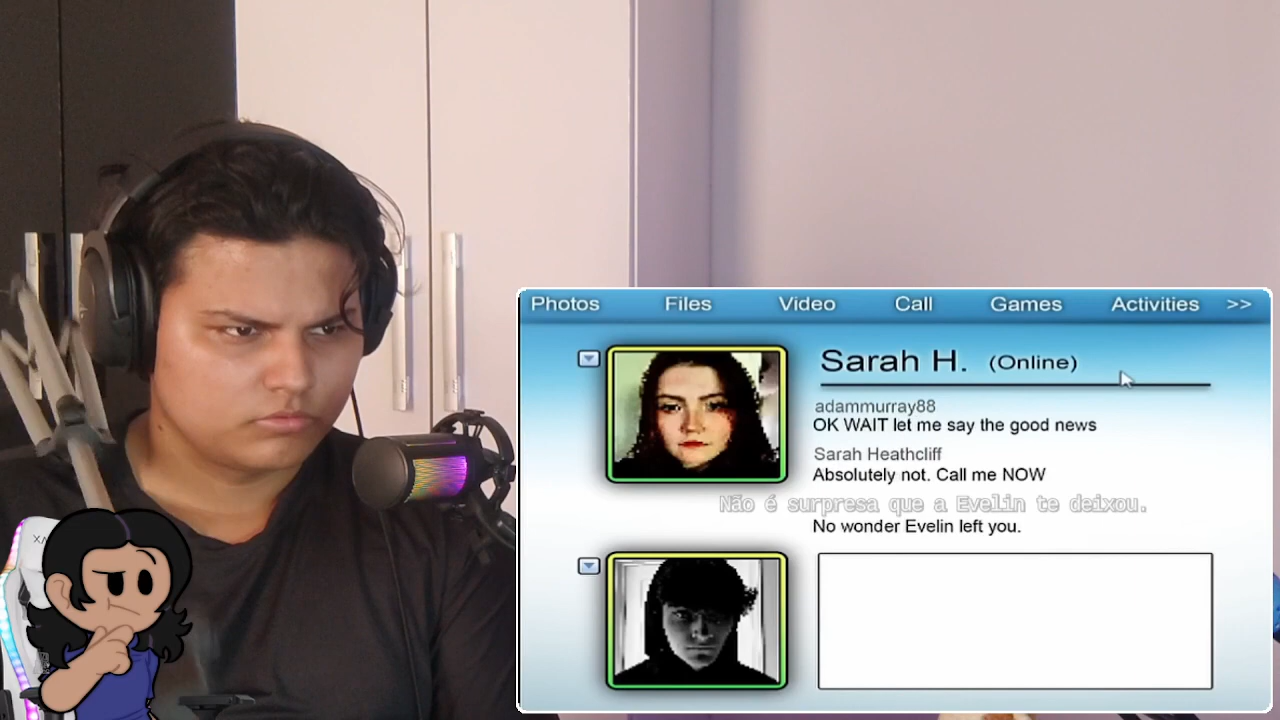 Photos Files Video Call Games Activities >>
Sarah H. (Online)
adammurray88
OK WAIT let me say the good news
Sarah Heathcliff
Absolutely not. Call me NOW
Não é surpresa que a Evelin te deixou.
No wonder Evelin left you.